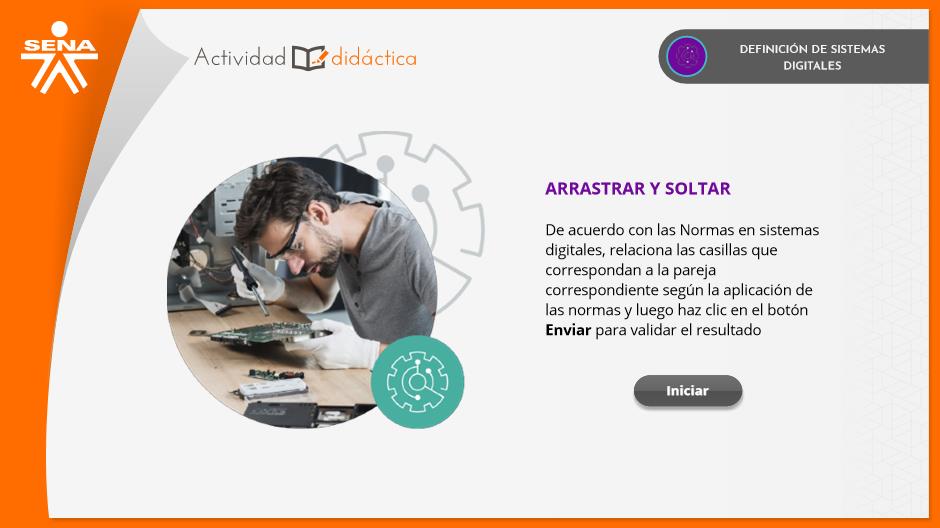 SENA
Actividad didáctica
DEFINICIÓN DE SISTEMAS
DIGITALES
ARRASTRAR Y SOLTAR
De acuerdo con las Normas en sistemas
digitales, relaciona las casillas que
correspondan a la pareja
correspondiente según la aplicación de
las normas y luego haz clic en el botón
Enviar para validar el resultado
Iniciar